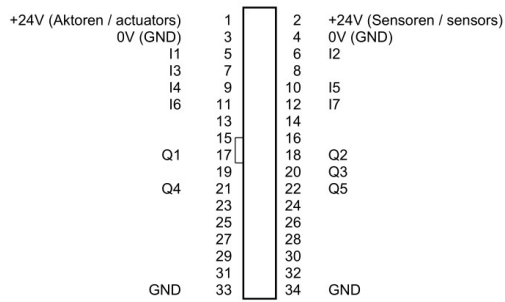 +24V (Aktoren / actuators) 1 2 +24V (Sensoren / sensors)
0V (GND) 3 4 0V (GND)
I1 5 6 I2
I3 7 8
I4 9 10 I5
I6 11 12 I7
13 14
15 16
Q1 17 18 Q2
19 20 Q3
Q4 21 22 Q5
23 24
25 26
27 28
29 30
31 32
GND 33 34 GND